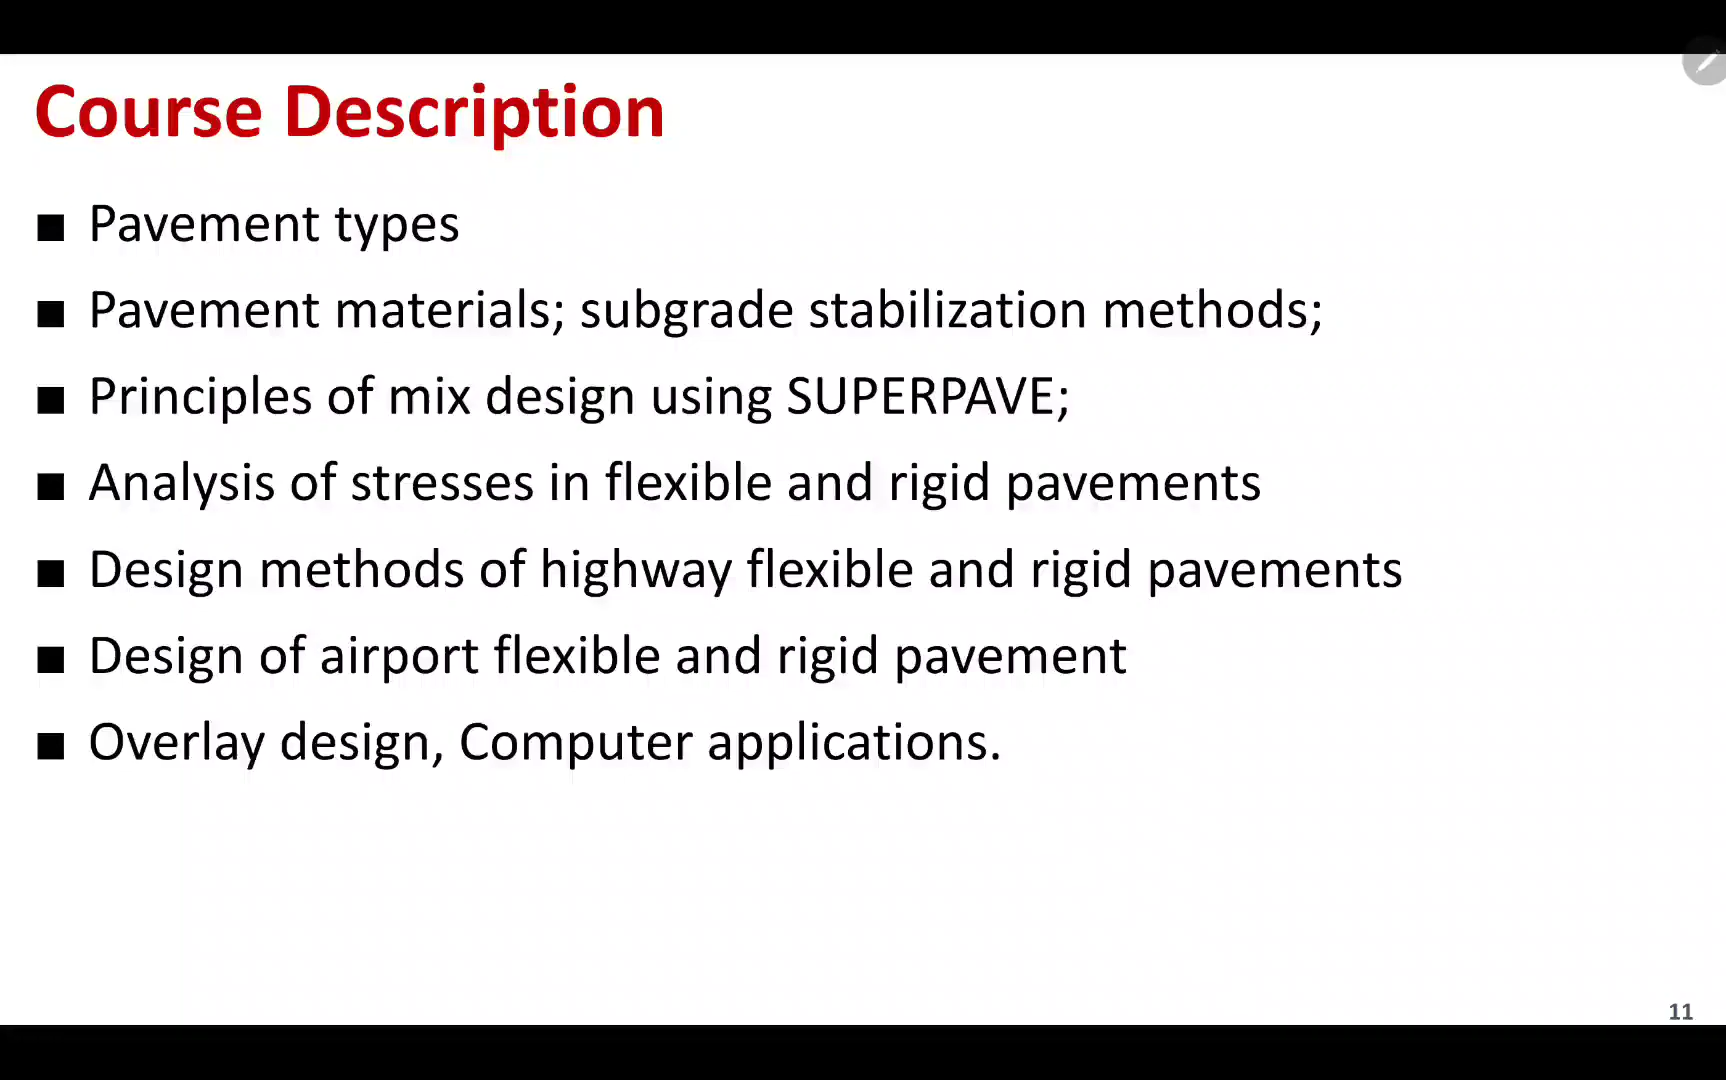 Course Description
■ Pavement types
■ Pavement materials; subgrade stabilization methods;
■ Principles of mix design using SUPERPAVE;
■ Analysis of stresses in flexible and rigid pavements
■ Design methods of highway flexible and rigid pavements
■ Design of airport flexible and rigid pavement
■ Overlay design, Computer applications.
11